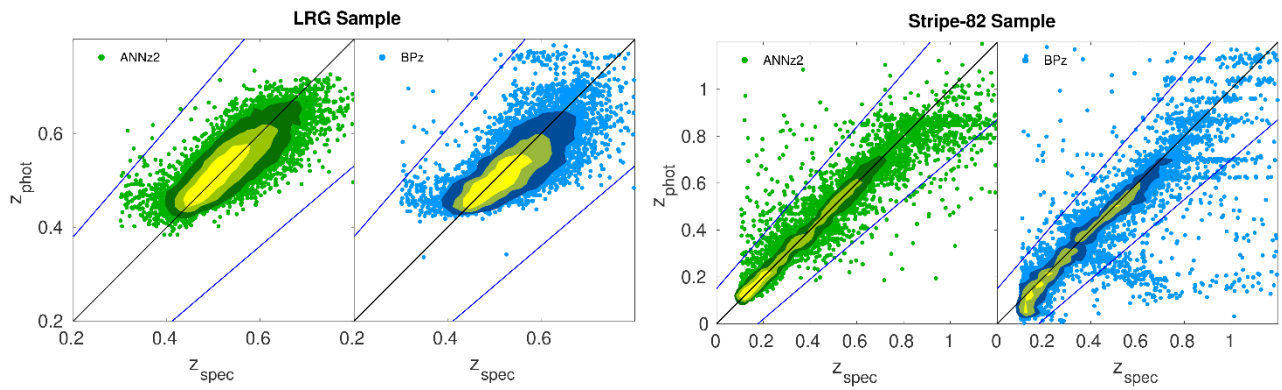 LRG Sample
ANNz2
BPz
0.6
0.4
0.2
z_phot
0.2 0.4 0.6 0.2 0.4 0.6
z_spec z_spec
Stripe-82 Sample
ANNz2
BPz
1
0.8
0.6
0.4
0.2
0
z_phot
0 0.2 0.4 0.6 0.8 1 0 0.2 0.4 0.6 0.8 1
z_spec z_spec